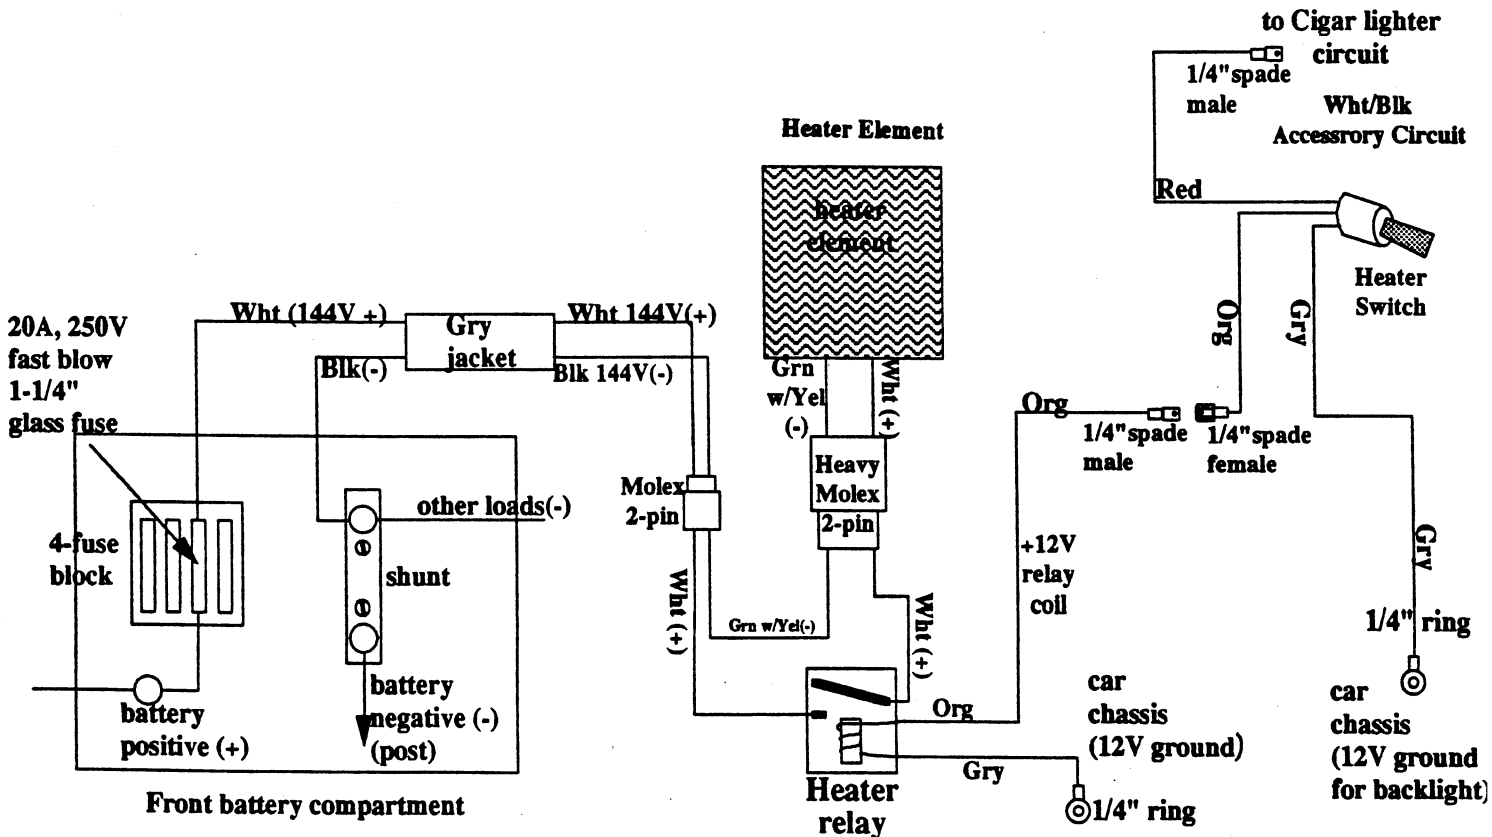 to Cigar lighter
circuit
1/4"spade
male
Wht/Blk
Accessrory Circuit
Red
Heater
Switch
Org
Gry
Heater Element
heater
element
Grn
w/Yel
(-)
Wht (+)
Heavy
Molex
2-pin
20A, 250V
fast blow
1-1/4"
glass fuse
Wht (144V +)
Gry
jacket
Wht 144V(+)
Blk(-)
Blk 144V(-)
4-fuse
block
other loads(-)
shunt
Molex
2-pin
battery
positive (+)
battery
negative (-)
(post)
Front battery compartment
Wht (+)
Grn w/Yel(-)
Wht (+)
Org
1/4"spade
male
1/4"spade
female
+12V
relay
coil
Org
Gry
Heater
relay
car
chassis
(12V ground)
1/4" ring
Gry
1/4" ring
car
chassis
(12V ground
for backlight)